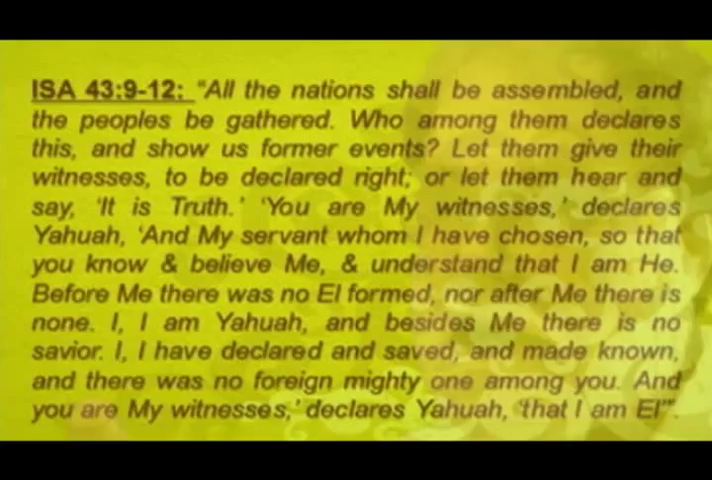 ISA 43:9-12: “All the nations shall be assembled, and
the peoples be gathered. Who among them declares
this, and show us former events? Let them give their
witnesses, to be declared right; or let them hear and
say, ‘It is Truth.’ ‘You are My witnesses,’ declares
Yahuah, ‘And My servant whom I have chosen, so that
you know & believe Me, & understand that I am He.
Before Me there was no El formed, nor after Me there is
none. I, I am Yahuah, and besides Me there is no
savior. I, I have declared and saved, and made known,
and there was no foreign mighty one among you. And
you are My witnesses,’ declares Yahuah, ‘that I am El’”.